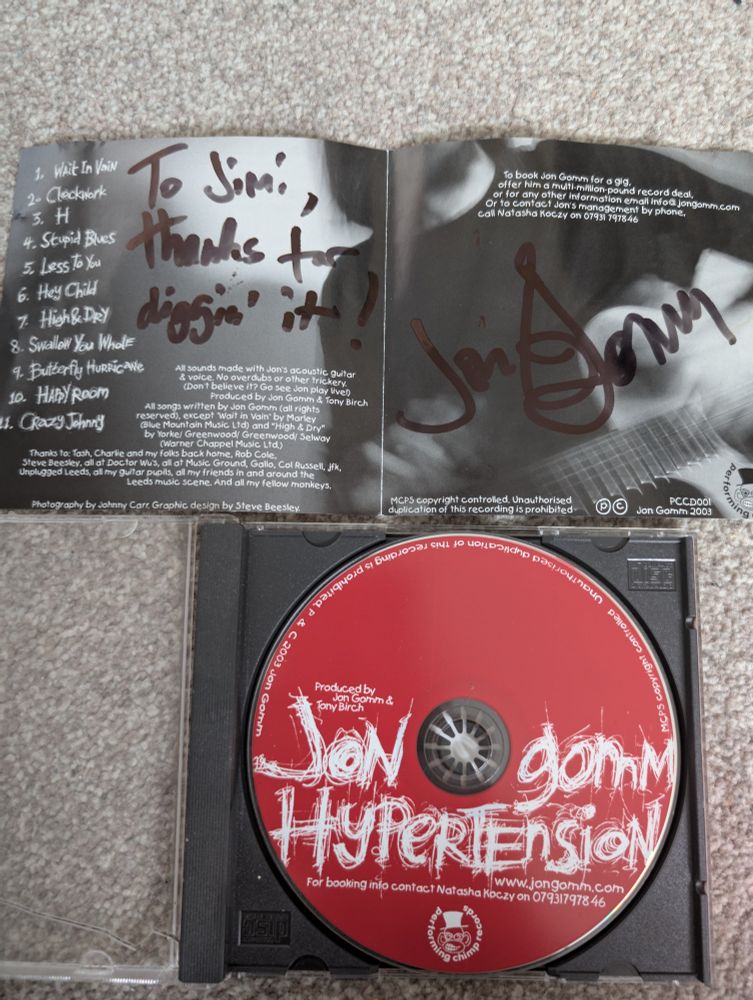 1. Wait In Vain
2. Clockwork
3. H
4. Stupid Blues
5. Less To You
6. Hey Child
7. High & Dry
8. Swallow You Whole
9. Butterfly Hurricane
10. Happy Room
11. Crazy Johnny
To Jimi,
thanks for
diggin' it!
All sounds made with Jon's acoustic guitar
& voice. No overdubs or other trickery.
(Don't believe it? Go see Jon play live!)
Produced by Jon Gomm & Tony Birch
All songs written by Jon Gomm (all rights
reserved), except 'Wait in Vain' by Marley
(Blue Mountain Music Ltd) and "High & Dry"
by Yorke/ Greenwood/ Greenwood/ Selway
(Warner Chappel Music Ltd.)
Thanks to: Tash, Charlie and my folks back home, Rob Cole,
Steve Beesley, all at Doctor Wu's, all at Music Ground, Gallo, Col Russell, jfk,
Unplugged Leeds, all my guitar pupils, all my friends in and around the
Leeds music scene. And all my fellow monkeys.
Photography by Johnny Carr. Graphic design by Steve Beesley.
To book Jon Gomm for a gig,
offer him a multi-million-pound record deal,
or for any other information email info@jongomm.com
Or to contact Jon's management by phone,
call Natasha Koczy on 07931 797846
Jon Gomm
MCPS copyright controlled. Unauthorised
duplication of this recording is prohibited
P C
PCCD001
Jon Gomm 2003
performing chimp
MCPS copyright controlled Unauthorised duplication of this recording is prohibited. P & C 2003 Jon Gomm
Produced by
Jon Gomm &
Tony Birch
Jon gomm
Hypertension
www.jongomm.com
For booking info contact Natasha Koczy on 07931797846
performing chimp records